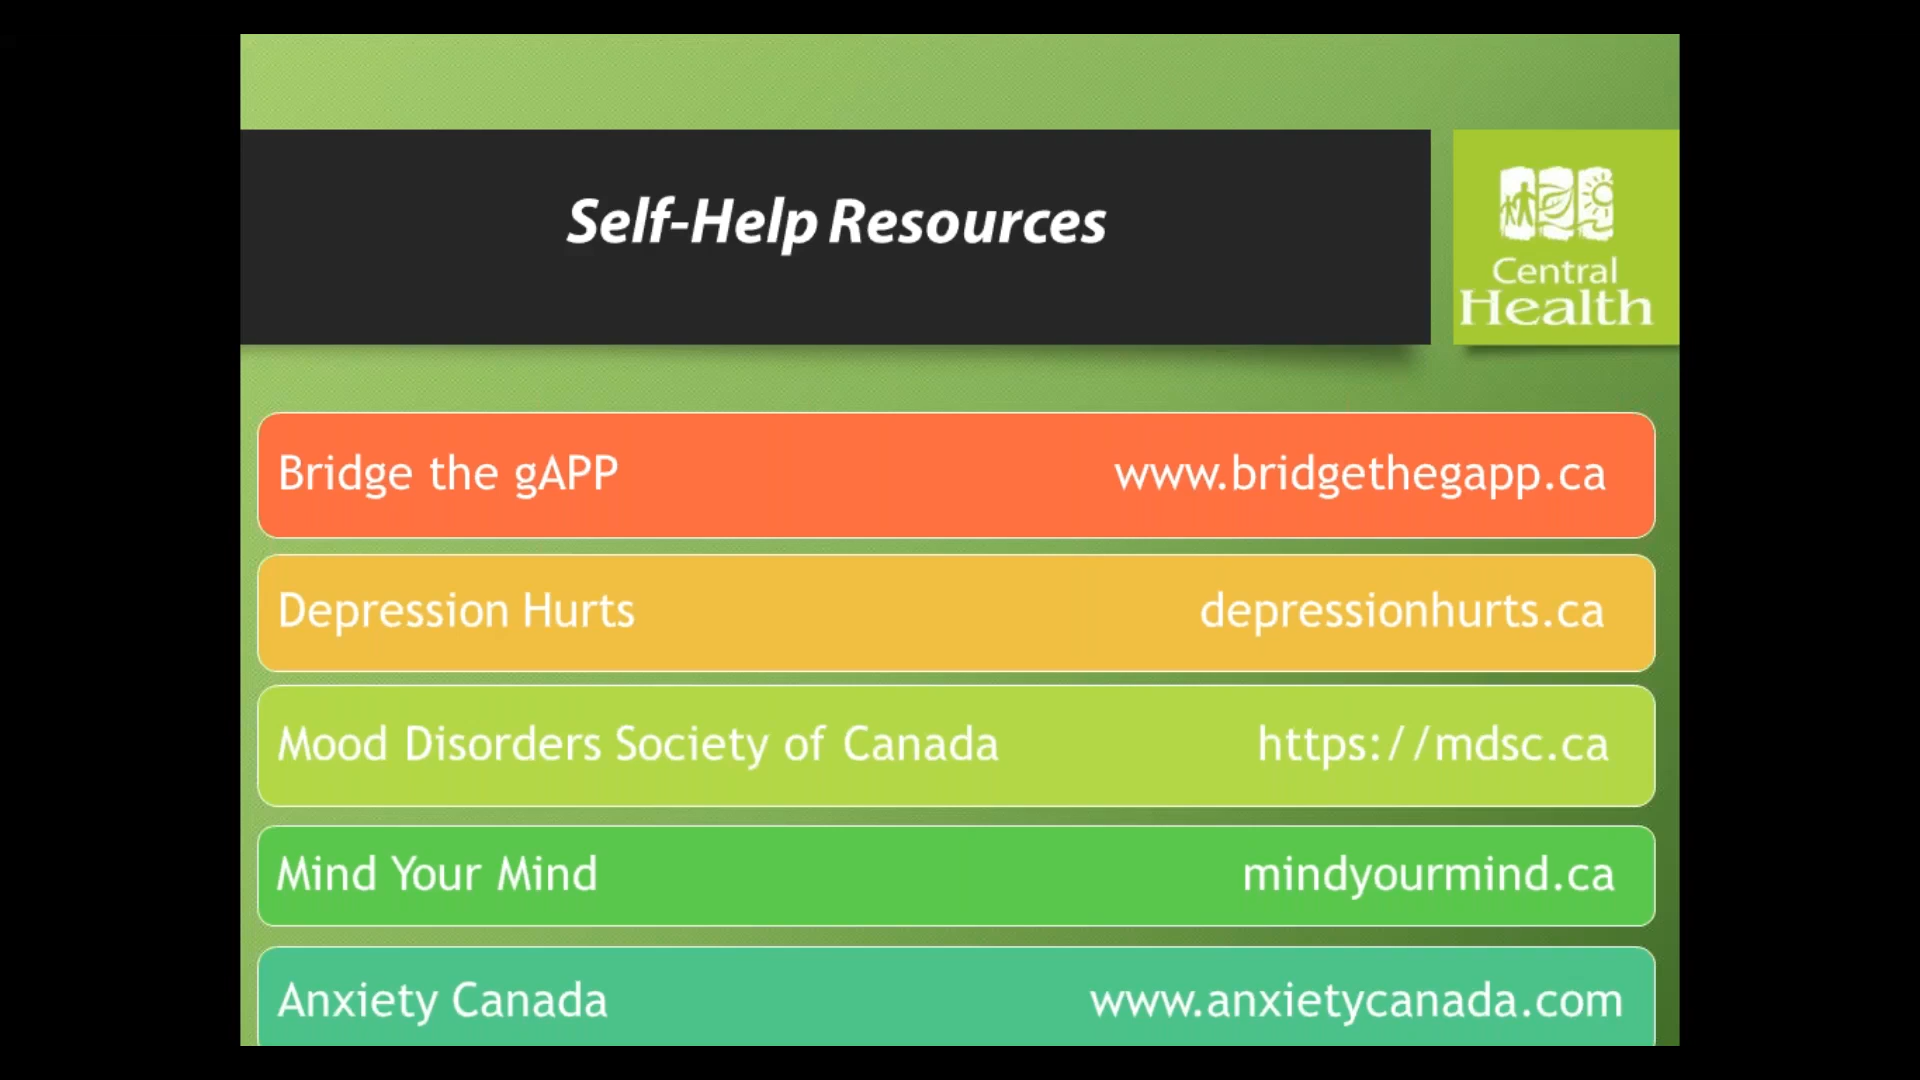 Self-Help Resources
Central
Health
Bridge the gAPP www.bridgethegapp.ca
Depression Hurts depressionhurts.ca
Mood Disorders Society of Canada https://mdsc.ca
Mind Your Mind mindyourmind.ca
Anxiety Canada www.anxietycanada.com